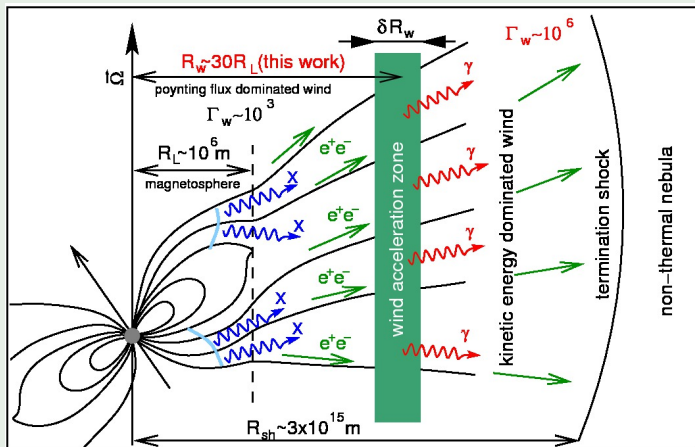 δR_w
Γ_w~10^6
R_w~30R_L(this work)
Ω
poynting flux dominated wind
Γ_w~10^3
R_L~10^6m
magnetosphere
e⁺e⁻
e⁺e⁻
e⁺e⁻
e⁺e⁻
e⁺e⁻
X
X
X
X
γ
γ
γ
γ
wind acceleration zone
kinetic energy dominated wind
termination shock
non-thermal nebula
R_sh~3x10^15m